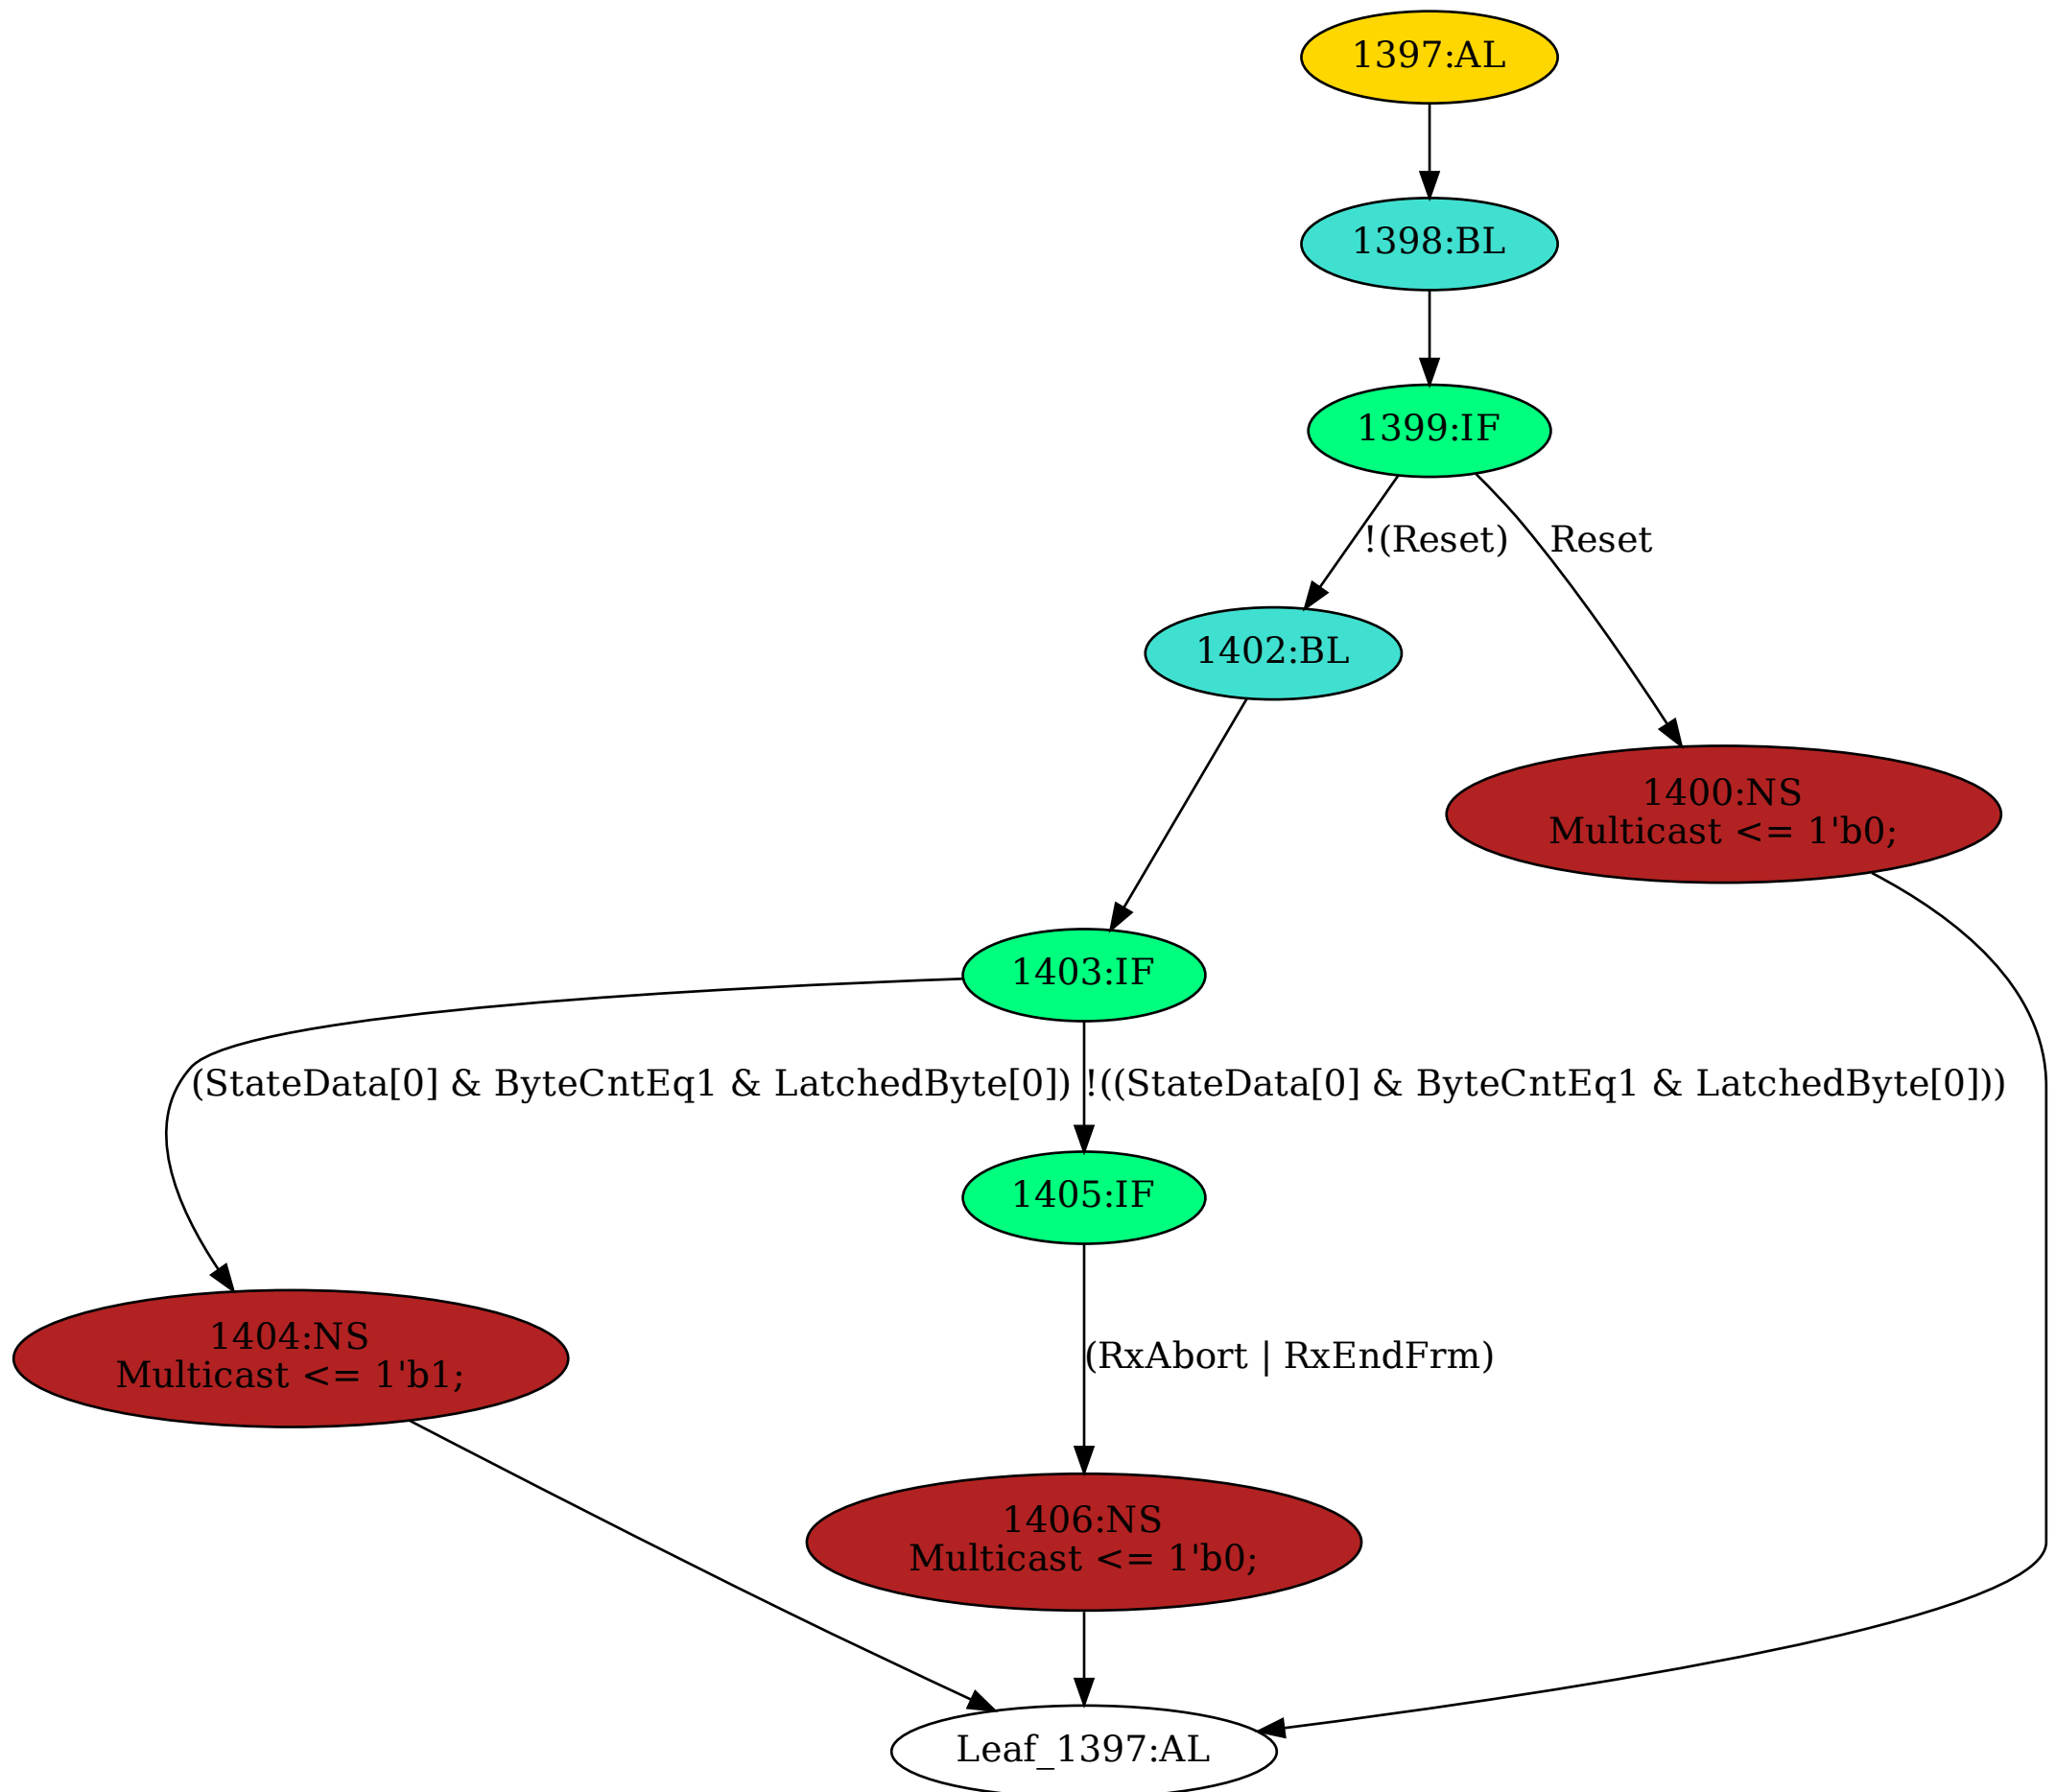 1397:AL
1398:BL
1399:IF
!(Reset)
Reset
1402:BL
1400:NS
Multicast <= 1'b0;
1403:IF
(StateData[0] & ByteCntEq1 & LatchedByte[0])
!((StateData[0] & ByteCntEq1 & LatchedByte[0]))
1405:IF
1404:NS
Multicast <= 1'b1;
(RxAbort | RxEndFrm)
1406:NS
Multicast <= 1'b0;
Leaf_1397:AL